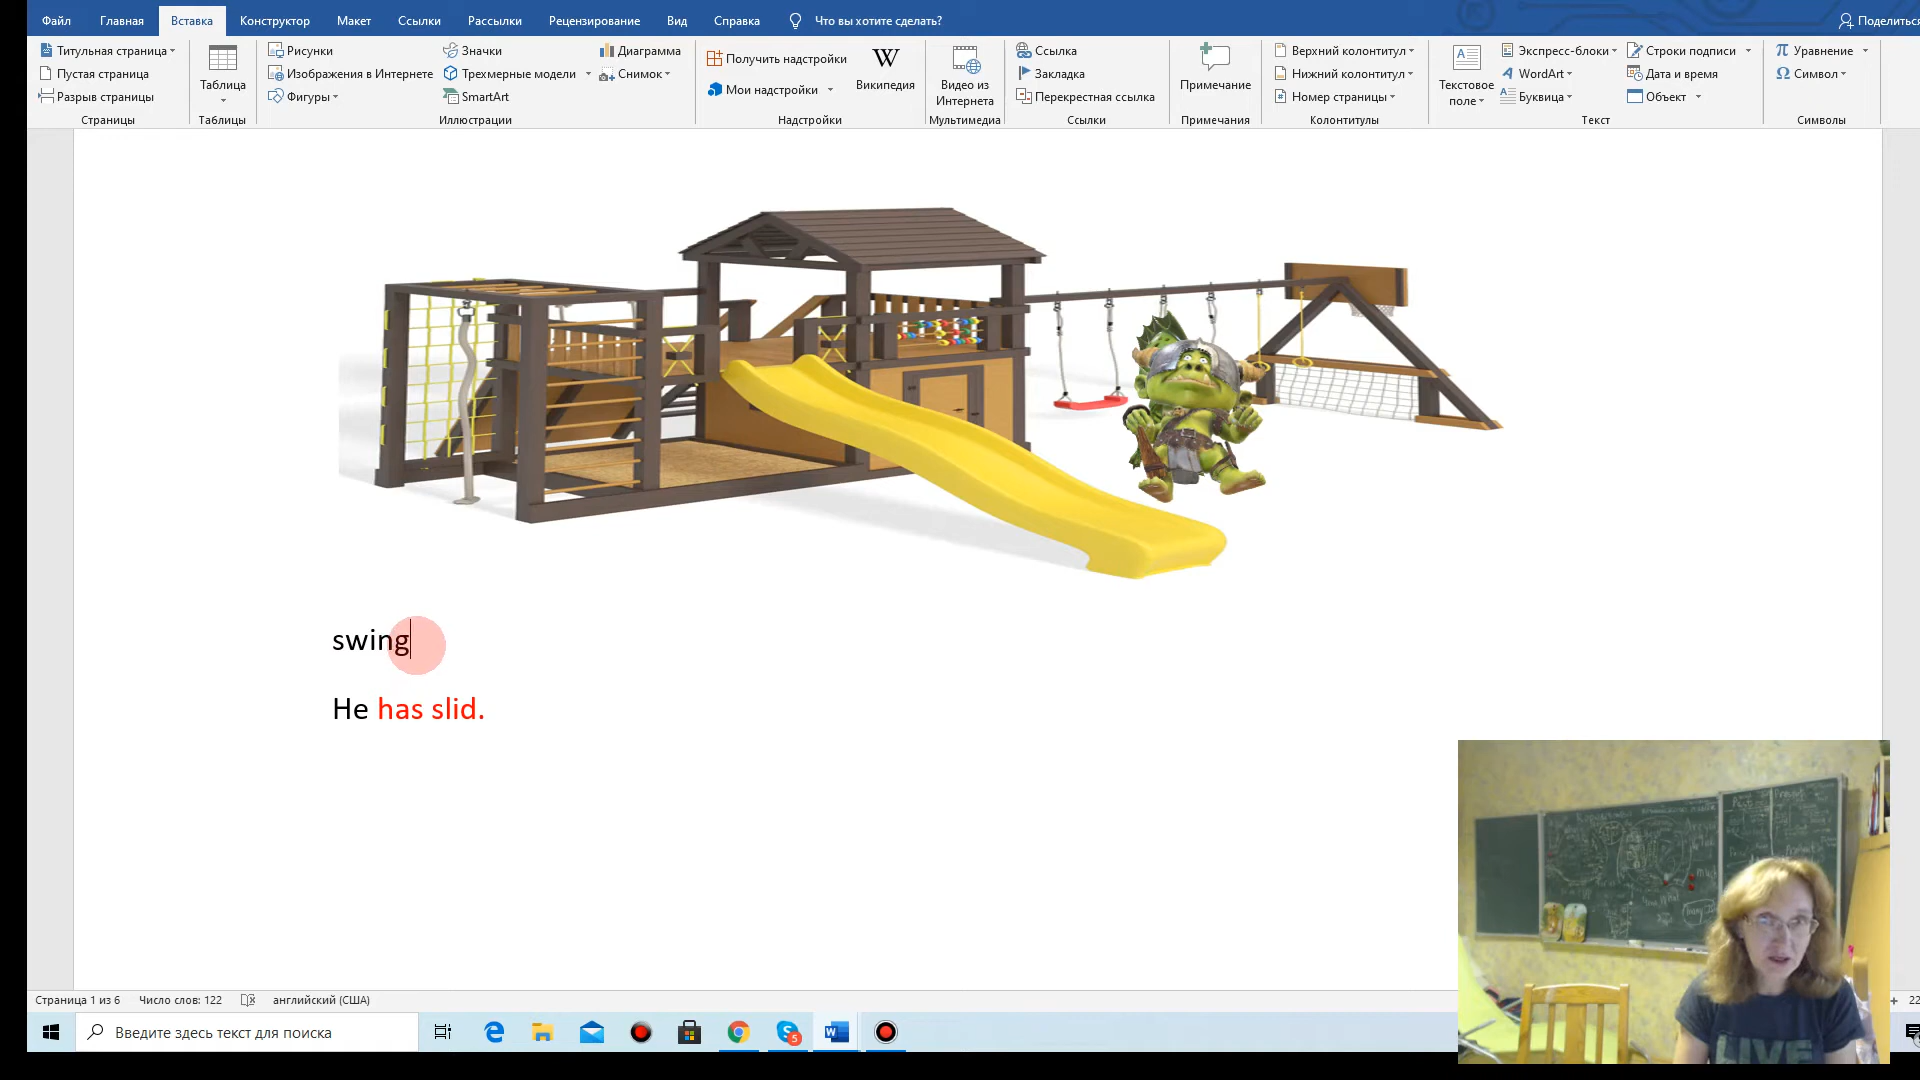 Файл Главная Вставка Конструктор Макет Ссылки Рассылки Рецензирование Вид Справка Что вы хотите сделать? Поделиться
Титульная страница
Пустая страница
Разрыв страницы
Страницы
Таблица
Таблицы
Рисунки
Изображения в Интернете
Фигуры
Значки
Трехмерные модели
SmartArt
Диаграмма
Снимок
Иллюстрации
Получить надстройки
Мои надстройки
W
Википедия
Надстройки
Видео из
Интернета
Мультимедиа
Ссылка
Закладка
Перекрестная ссылка
Ссылки
Примечание
Примечания
Верхний колонтитул
Нижний колонтитул
Номер страницы
Колонтитулы
Текстовое
поле
Экспресс-блоки
WordArt
Буквица
Строки подписи
Дата и время
Объект
Текст
π Уравнение
Ω Символ
Символы
swing
He has slid.
Страница 1 из 6 Число слов: 122 английский (США)
22
Введите здесь текст для поиска
5
LIVE